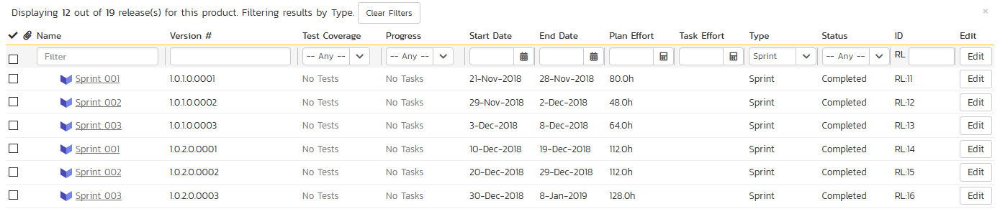 Displaying 12 out of 19 release(s) for this product. Filtering results by Type. Clear Filters ×
Name Version # Test Coverage Progress Start Date End Date Plan Effort Task Effort Type Status ID Edit
Filter -- Any -- -- Any -- Sprint -- Any -- RL Edit
Sprint 001 1.0.1.0.0001 No Tests No Tasks 21-Nov-2018 28-Nov-2018 80.0h Sprint Completed RL:11 Edit
Sprint 002 1.0.1.0.0002 No Tests No Tasks 29-Nov-2018 2-Dec-2018 48.0h Sprint Completed RL:12 Edit
Sprint 003 1.0.1.0.0003 No Tests No Tasks 3-Dec-2018 8-Dec-2018 64.0h Sprint Completed RL:13 Edit
Sprint 001 1.0.2.0.0001 No Tests No Tasks 10-Dec-2018 19-Dec-2018 112.0h Sprint Completed RL:14 Edit
Sprint 002 1.0.2.0.0002 No Tests No Tasks 20-Dec-2018 29-Dec-2018 112.0h Sprint Completed RL:15 Edit
Sprint 003 1.0.2.0.0003 No Tests No Tasks 30-Dec-2018 8-Jan-2019 128.0h Sprint Completed RL:16 Edit